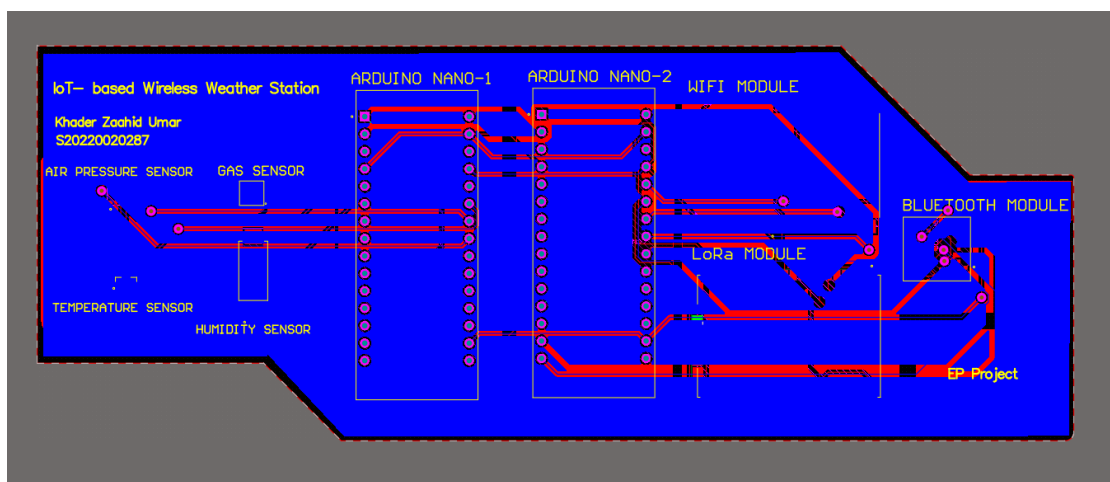 ARDUINO NANO-1
ARDUINO NANO-2
WIFI MODULE
IoT- based Wireless Weather Station
Khader Zaahid Umar
S20220020287
AIR PRESSURE SENSOR
GAS SENSOR
BLUETOOTH MODULE
LoRa MODULE
TEMPERATURE SENSOR
HUMIDITY SENSOR
EP Project